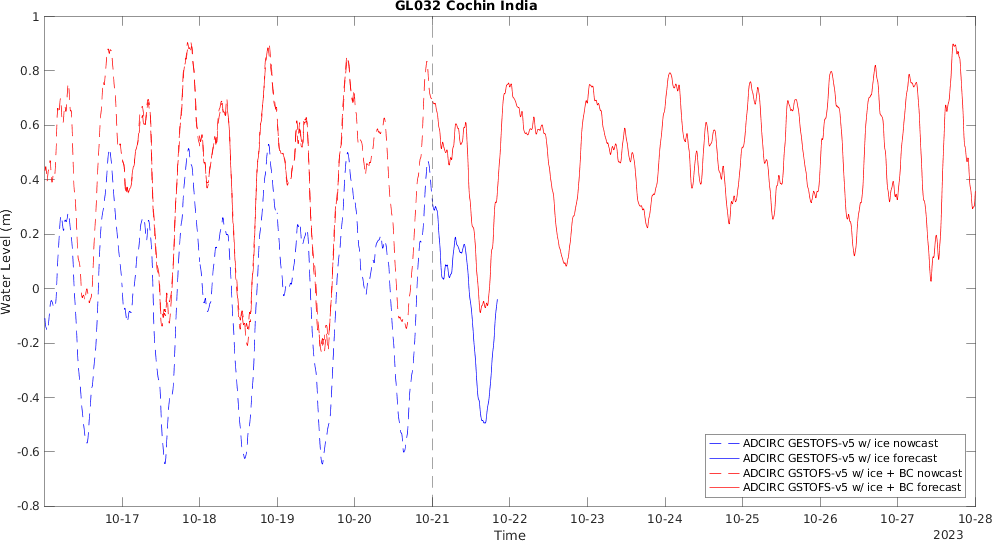 GL032 Cochin India
1
0.8
0.6
0.4
0.2
0
-0.2
-0.4
-0.6
-0.8
Water Level (m)
ADCIRC GESTOFS-v5 w/ ice nowcast
ADCIRC GESTOFS-v5 w/ ice forecast
ADCIRC GSTOFS-v5 w/ ice + BC nowcast
ADCIRC GSTOFS-v5 w/ ice + BC forecast
10-17 10-18 10-19 10-20 10-21 10-22 10-23 10-24 10-25 10-26 10-27 10-28
Time
2023